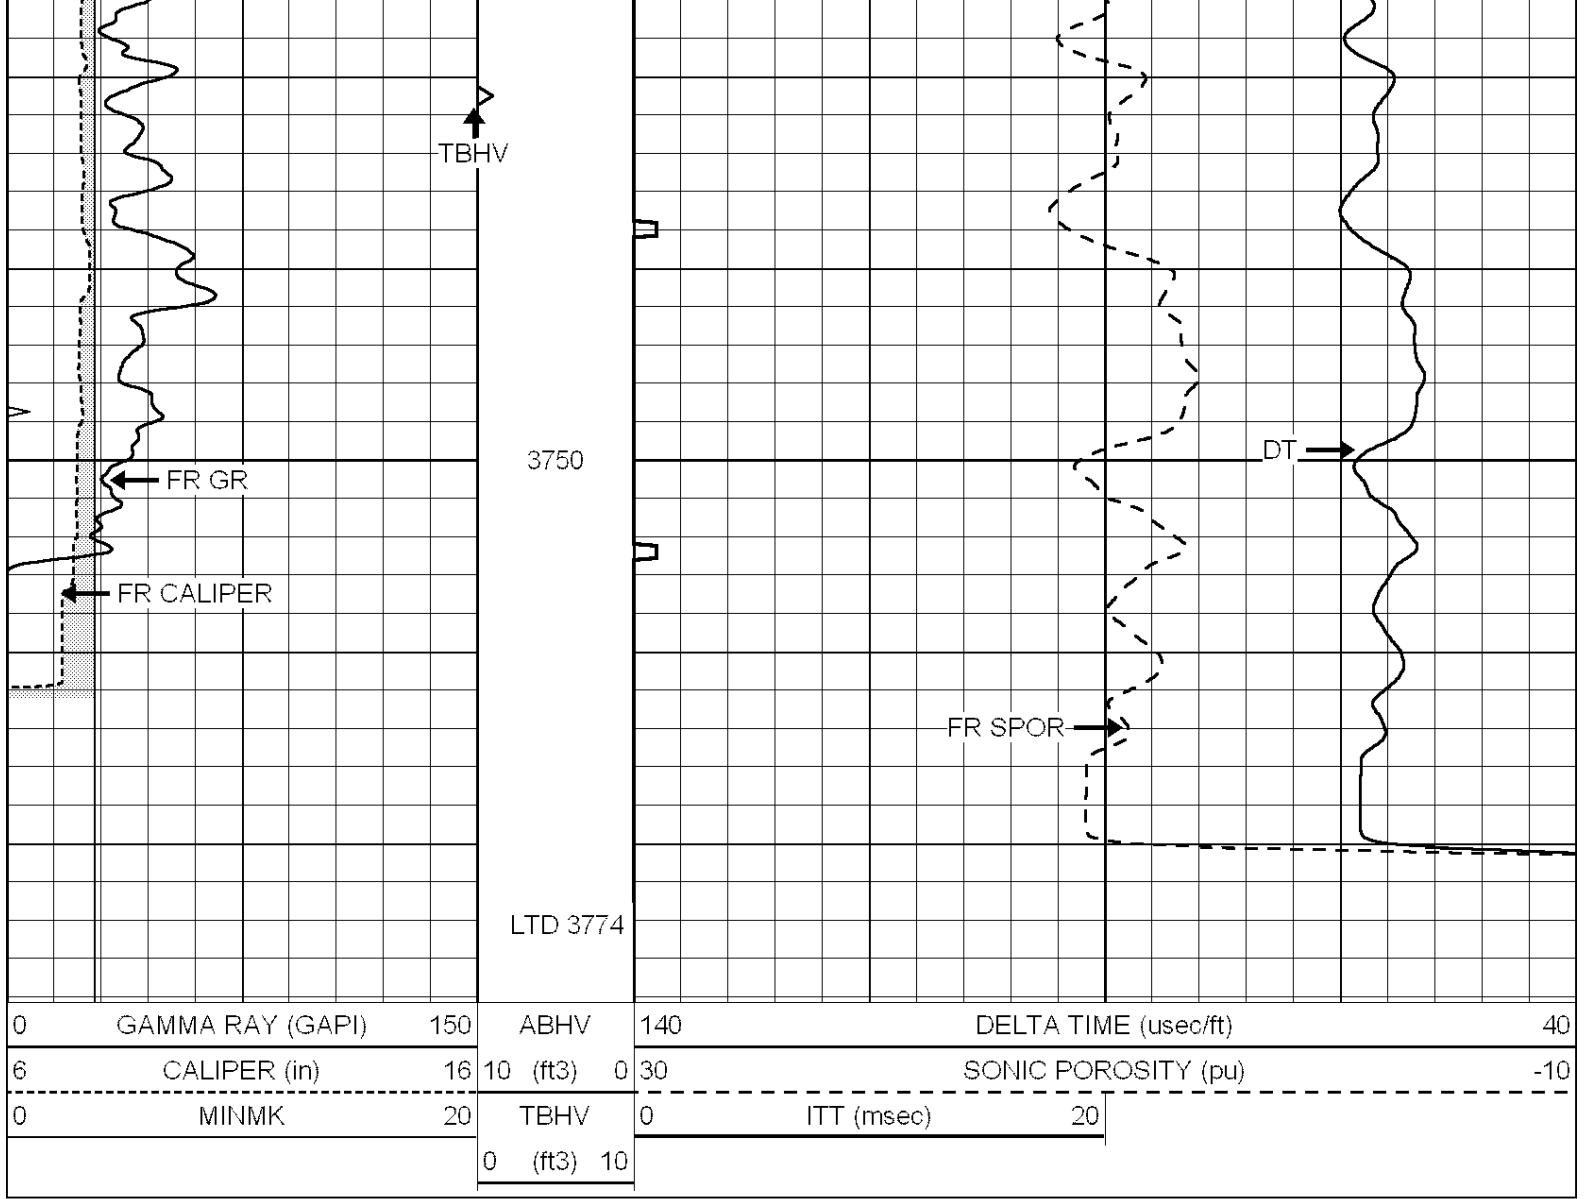 TBHV
3750
DT
FR GR
FR CALIPER
FR SPOR
LTD 3774
0 GAMMA RAY (GAPI) 150
ABHV
140 DELTA TIME (usec/ft) 40
6 CALIPER (in) 16
10 (ft3) 0
30 SONIC POROSITY (pu) -10
0 MINMK 20
TBHV
0 ITT (msec) 20
0 (ft3) 10